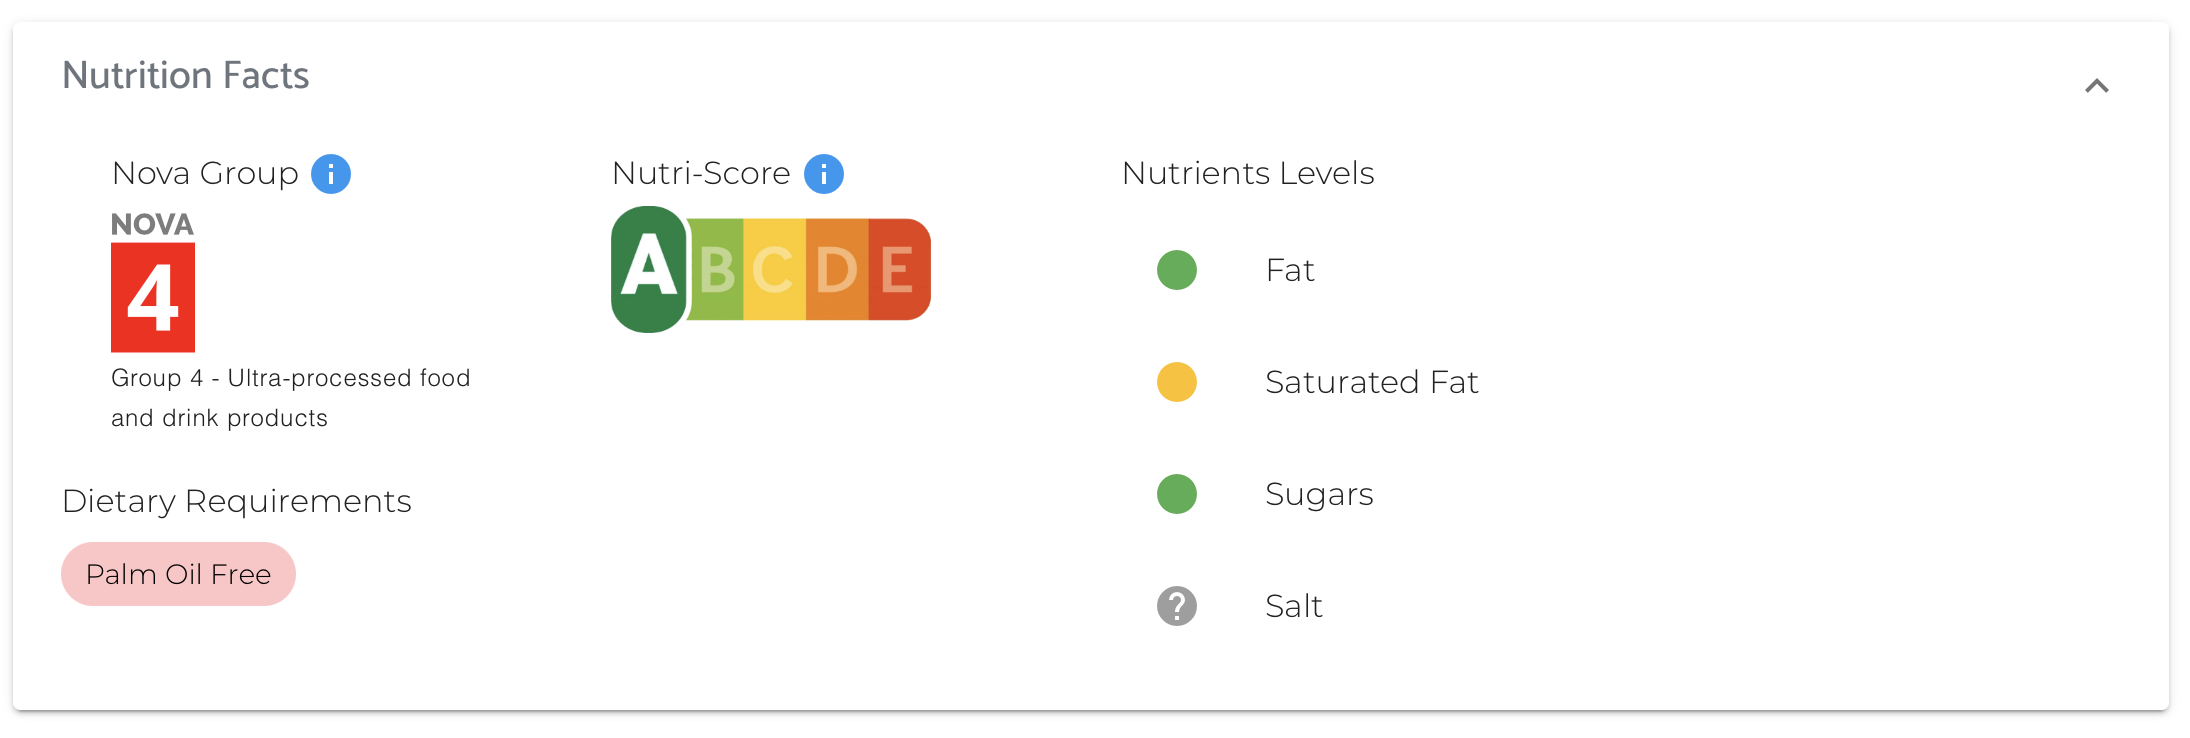 Nutrition Facts
Nova Group i
NOVA
4
Group 4 - Ultra-processed food
and drink products
Nutri-Score i
A B C D E
Nutrients Levels
Fat
Saturated Fat
Sugars
? Salt
Dietary Requirements
Palm Oil Free